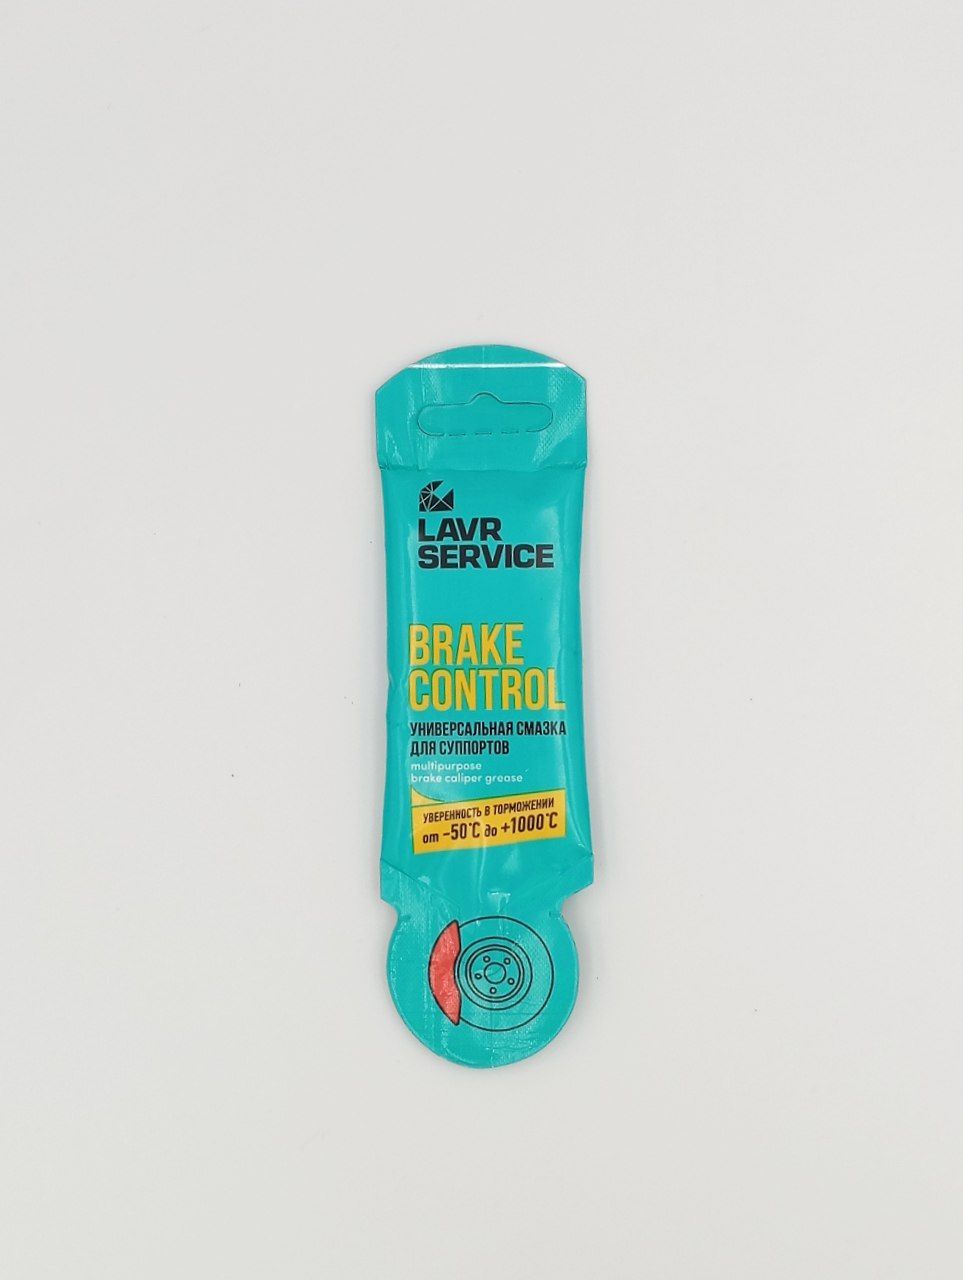 LAVR
SERVICE
BRAKE
CONTROL
УНИВЕРСАЛЬНАЯ СМАЗКА
ДЛЯ СУППОРТОВ
multipurpose
brake caliper grease
УВЕРЕННОСТЬ В ТОРМОЖЕНИИ
от -50°C до +1000°C